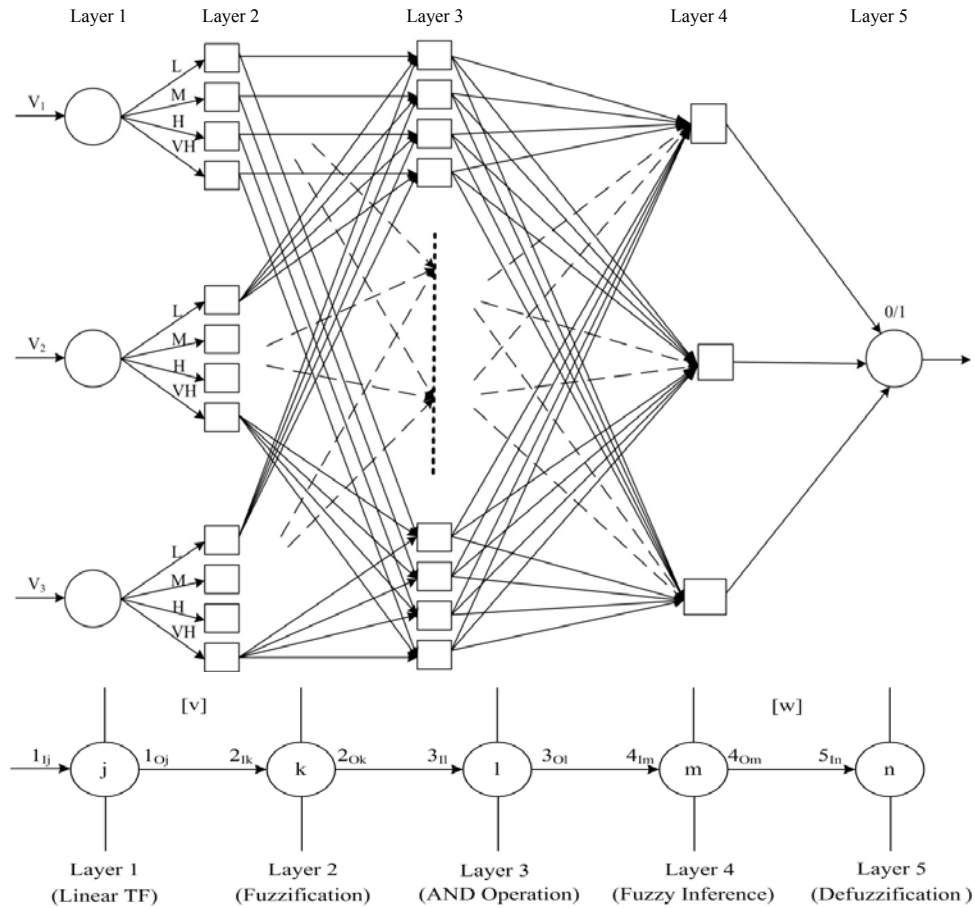 Layer 1 Layer 2 Layer 3 Layer 4 Layer 5
L
V1 M
H
VH
L 0/1
V2 M
H
VH
L
V3 M
H
VH
[v] [w]
1Ij j 1Oj 2Ik k 2Ok 3Il l 3Ol 4Im m 4Om 5In n
Layer 1 Layer 2 Layer 3 Layer 4 Layer 5
(Linear TF) (Fuzzification) (AND Operation) (Fuzzy Inference) (Defuzzification )